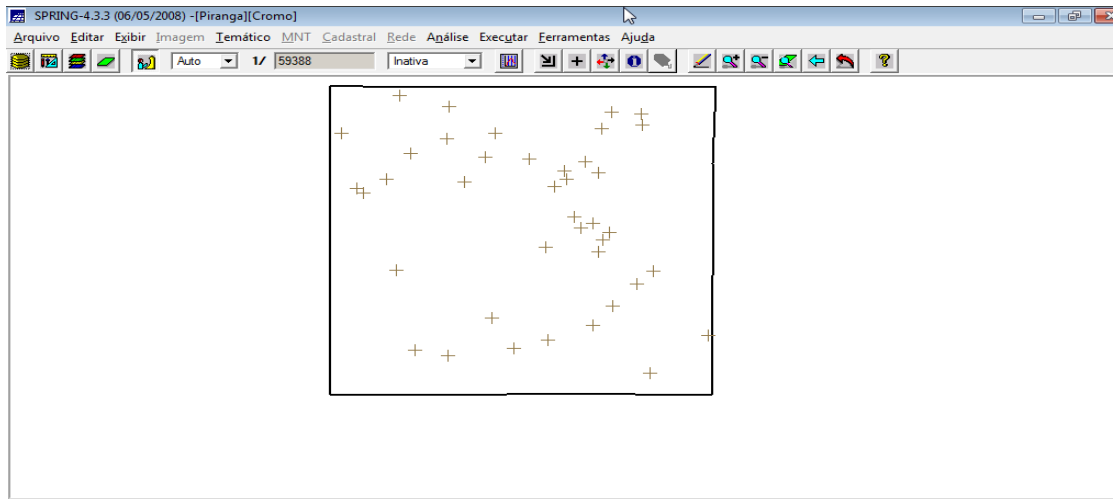 SPRING-4.3.3 (06/05/2008) -[Piranga][Cromo]
Arquivo Editar Exibir Imagem Temático MNT Cadastral Rede Análise Executar Ferramentas Ajuda
Auto 1/ 59388 Inativa